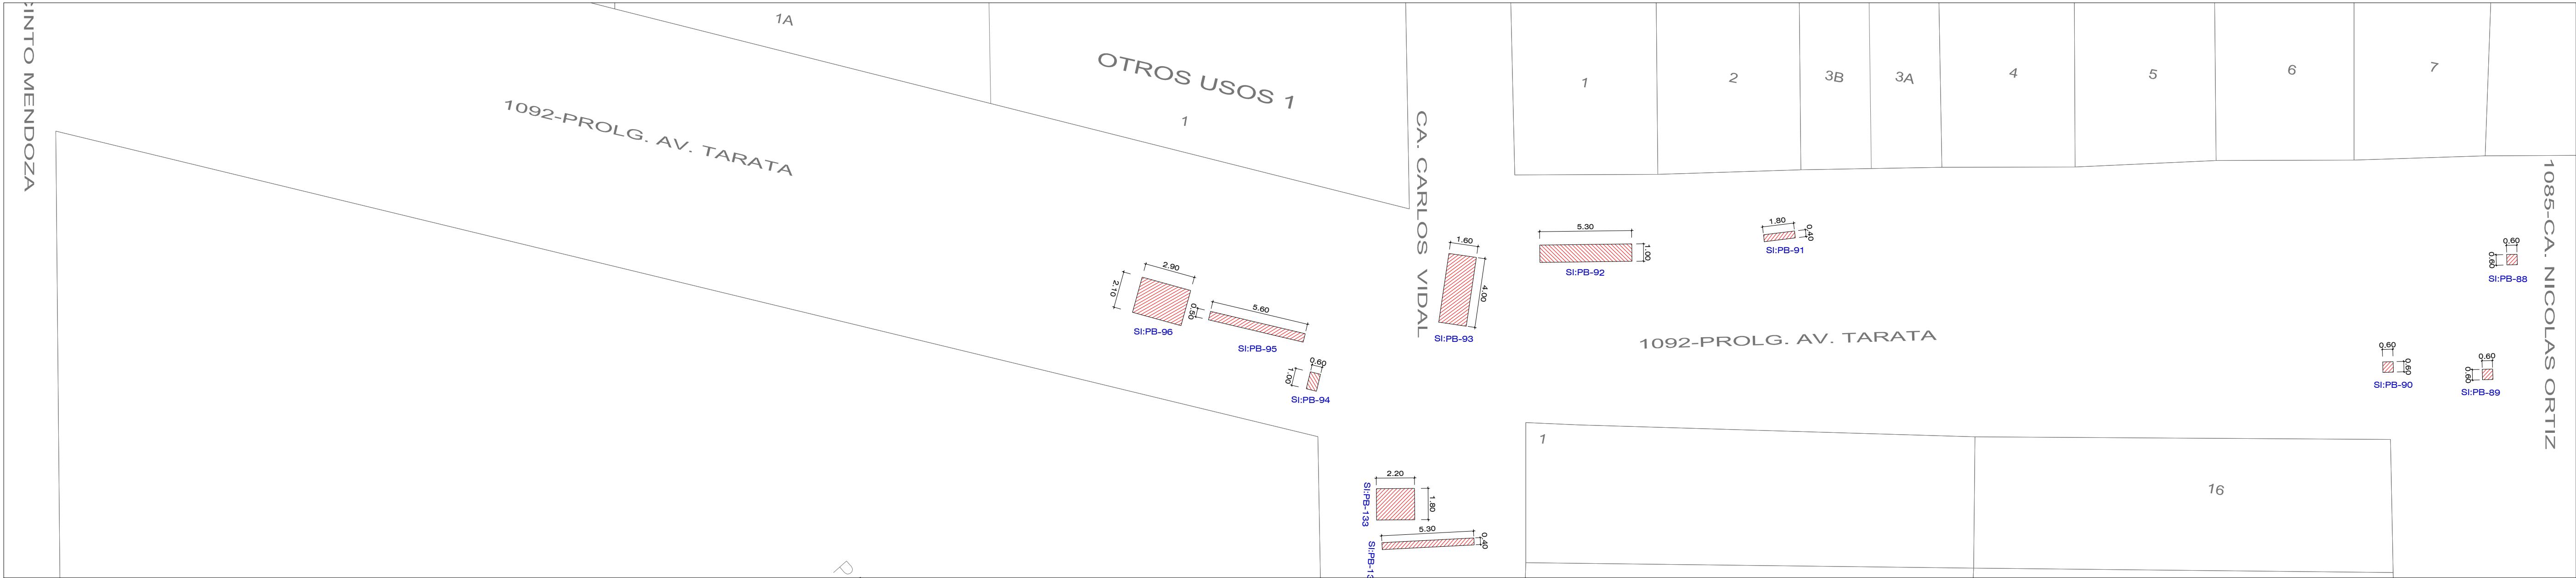 INTO MENDOZA
1A
OTROS USOS 1
1
1092-PROLG. AV. TARATA
CA. CARLOS VIDAL
1
2
3B
3A
4
5
6
7
1085-CA. NICOLAS ORTIZ
2.90
2.10
SI:PB-96
5.60
0.50
SI:PB-95
0.60
1.00
SI:PB-94
1.60
4.00
SI:PB-93
5.30
1.00
SI:PB-92
1.80
0.40
SI:PB-91
0.60
0.60
SI:PB-88
1092-PROLG. AV. TARATA
0.60
0.60
SI:PB-90
0.60
0.60
SI:PB-89
1
16
2.20
1.80
SI:PB-133
5.30
0.40
P